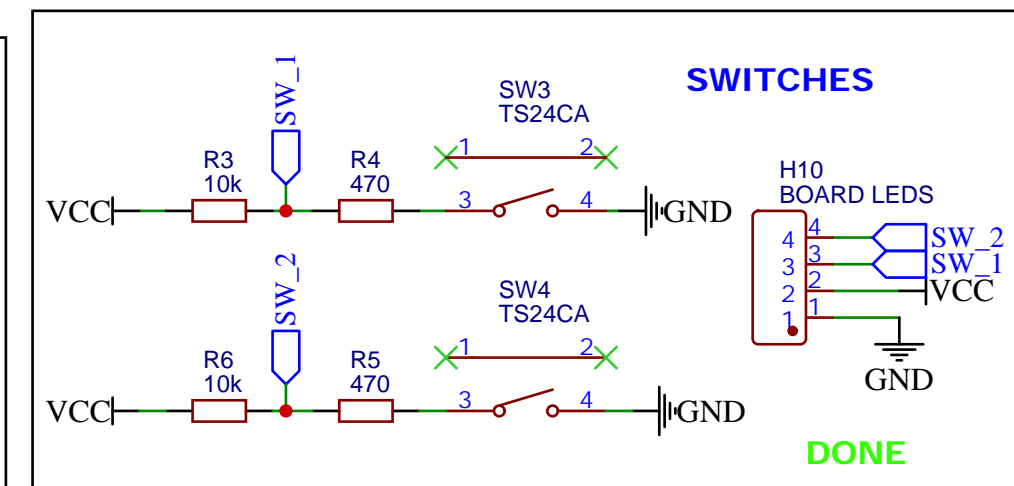 SWITCHES
SW_1
SW3
TS24CA
1 2
R3
10k
R4
470
VCC
3 4
GND
H10
BOARD LEDS
4 4 SW_2
3 3 SW_1
2 2 VCC
1 1
GND
SW_2
SW4
TS24CA
1 2
R6
10k
R5
470
VCC
3 4
GND
DONE